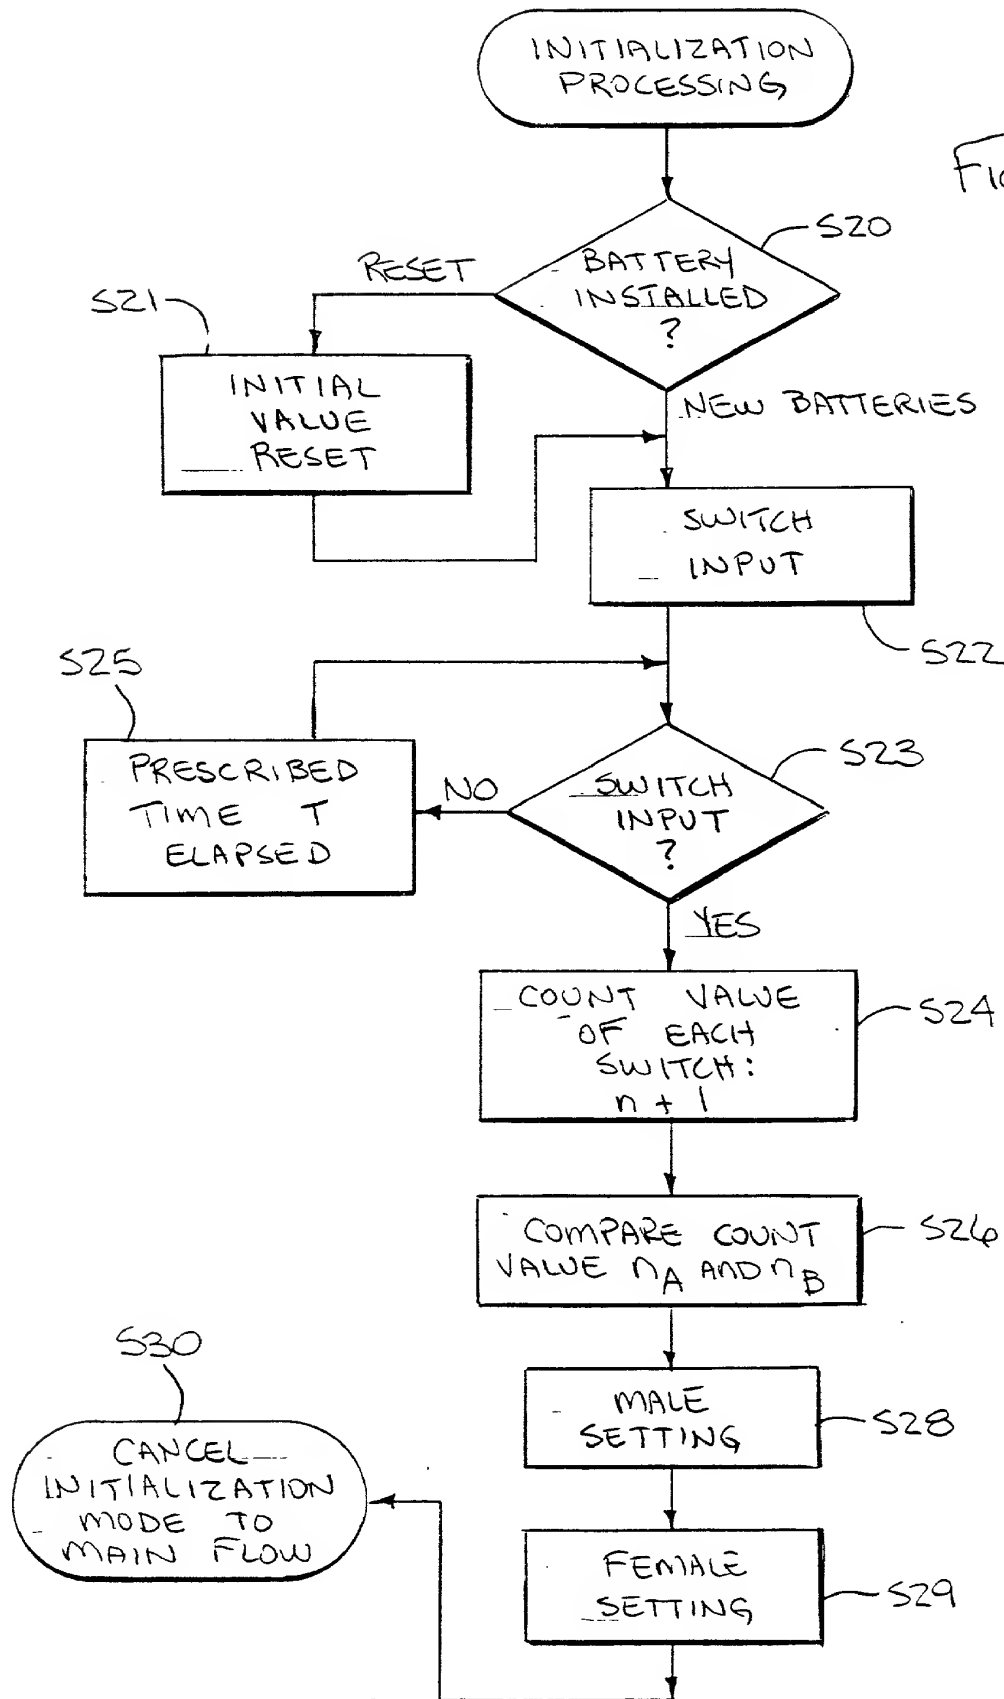 INITIALIZATION
PROCESSING
S20
BATTERY
INSTALLED
?
RESET
S21
INITIAL
VALUE
RESET
NEW BATTERIES
SWITCH
INPUT
S22
S25
PRESCRIBED
TIME T
ELAPSED
NO
S23
SWITCH
INPUT
?
YES
COUNT VALUE
OF EACH
SWITCH:
n + 1
S24
COMPARE COUNT
VALUE nA AND nB
S26
MALE
SETTING
S28
S30
CANCEL
INITIALIZATION
MODE TO
MAIN FLOW
FEMALE
SETTING
S29